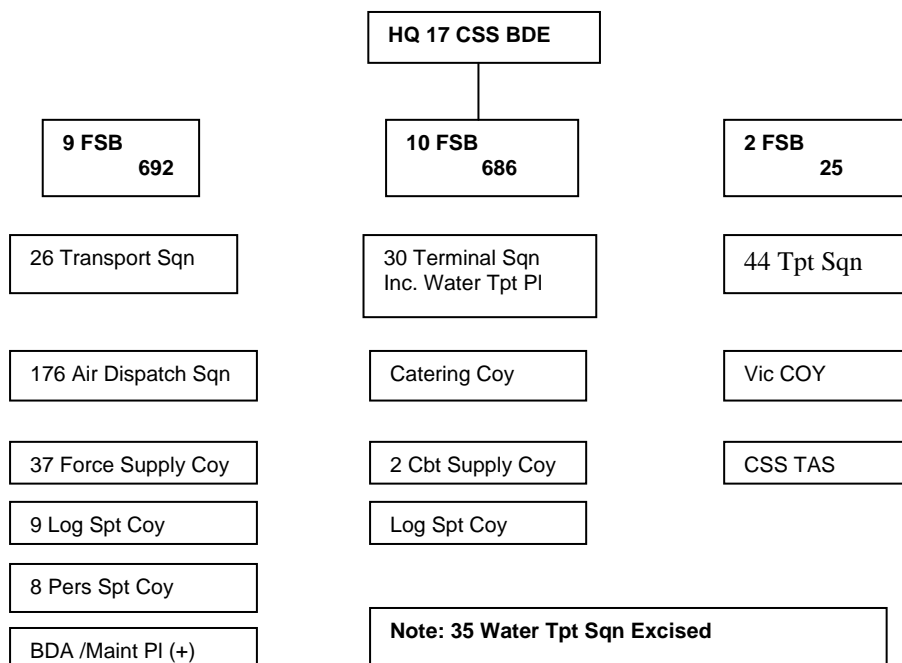 HQ 17 CSS BDE
9 FSB
692
10 FSB
686
2 FSB
25
26 Transport Sqn
30 Terminal Sqn
Inc. Water Tpt Pl
44 Tpt Sqn
176 Air Dispatch Sqn
Catering Coy
Vic COY
37 Force Supply Coy
2 Cbt Supply Coy
CSS TAS
9 Log Spt Coy
Log Spt Coy
8 Pers Spt Coy
BDA /Maint Pl (+)
Note: 35 Water Tpt Sqn Excised